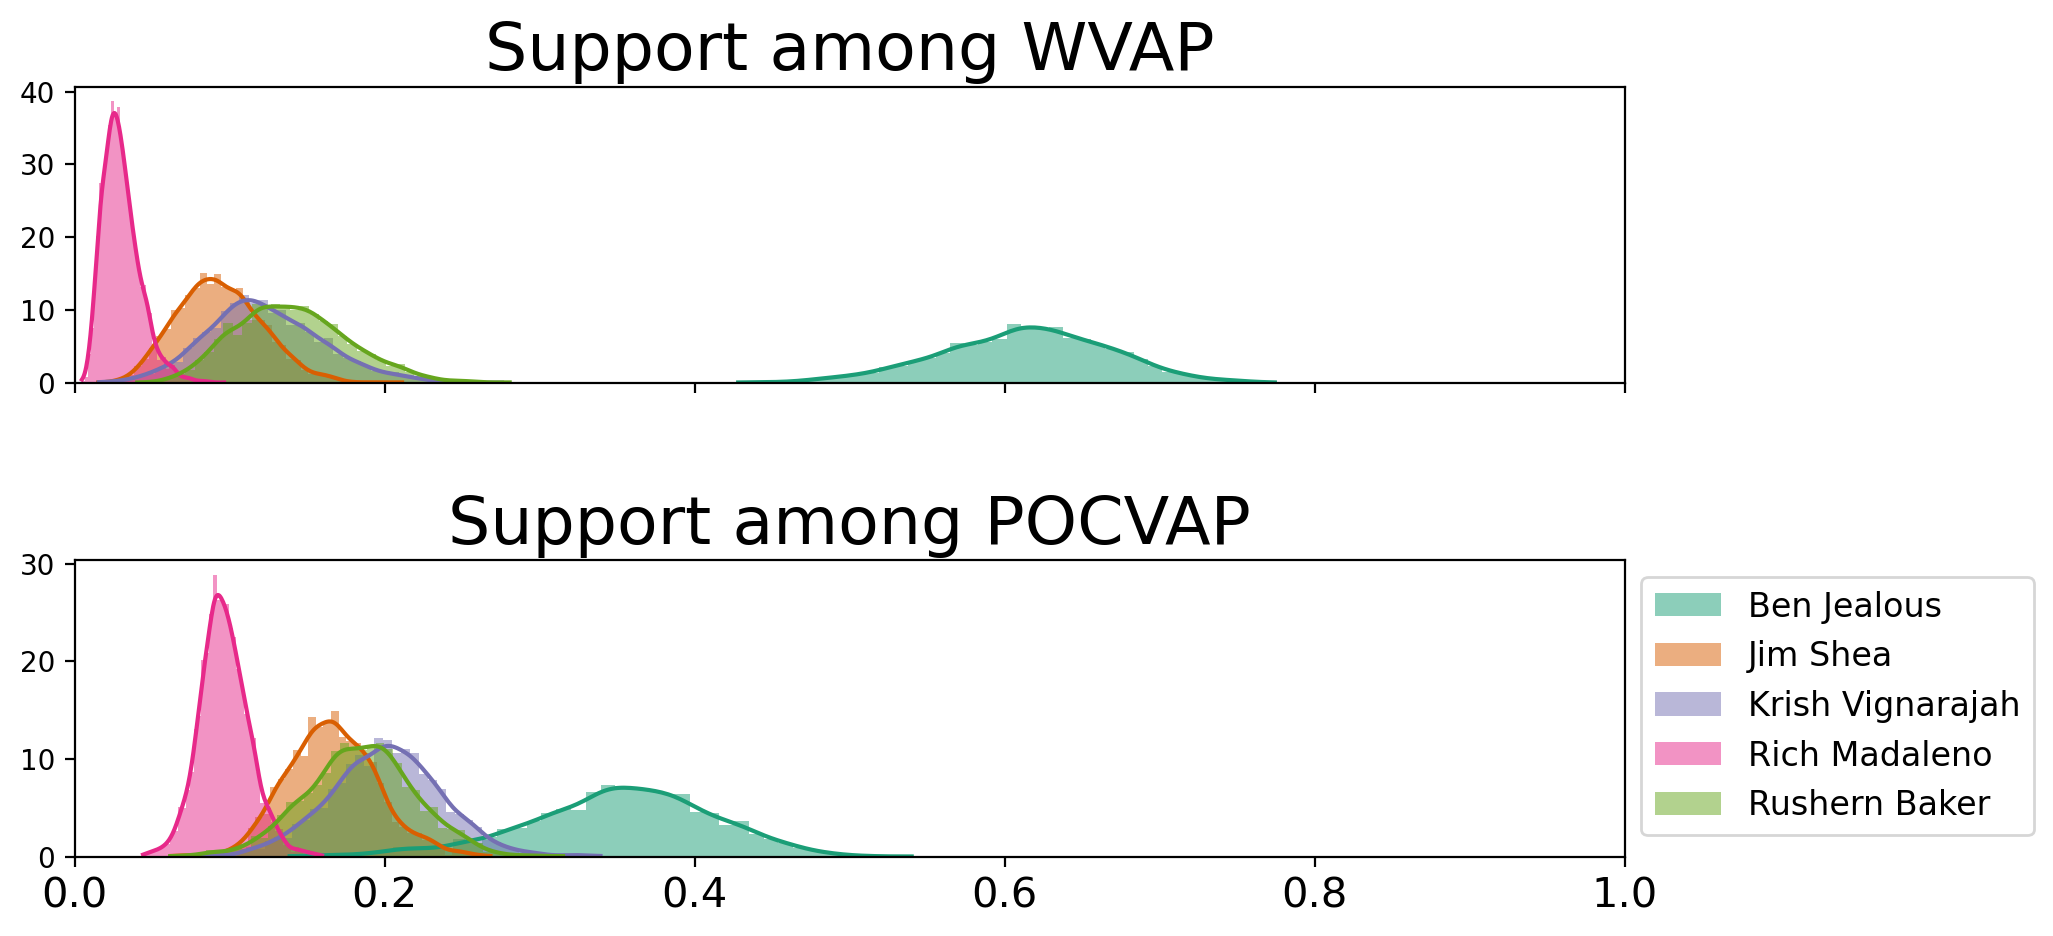 Support among WVAP
40
30
20
10
0
Support among POCVAP
30
20
10
0
0.0 0.2 0.4 0.6 0.8 1.0
Ben Jealous
Jim Shea
Krish Vignarajah
Rich Madaleno
Rushern Baker